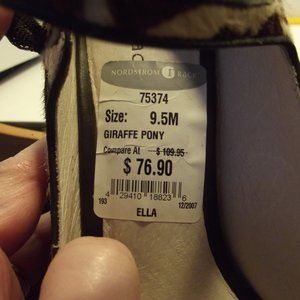 NORDSTROM RACK
75374
Size: 9.5M
GIRAFFE PONY
Compare At $ 109.95
$ 76.90
4 29410 18823 6
193 12/2007
ELLA